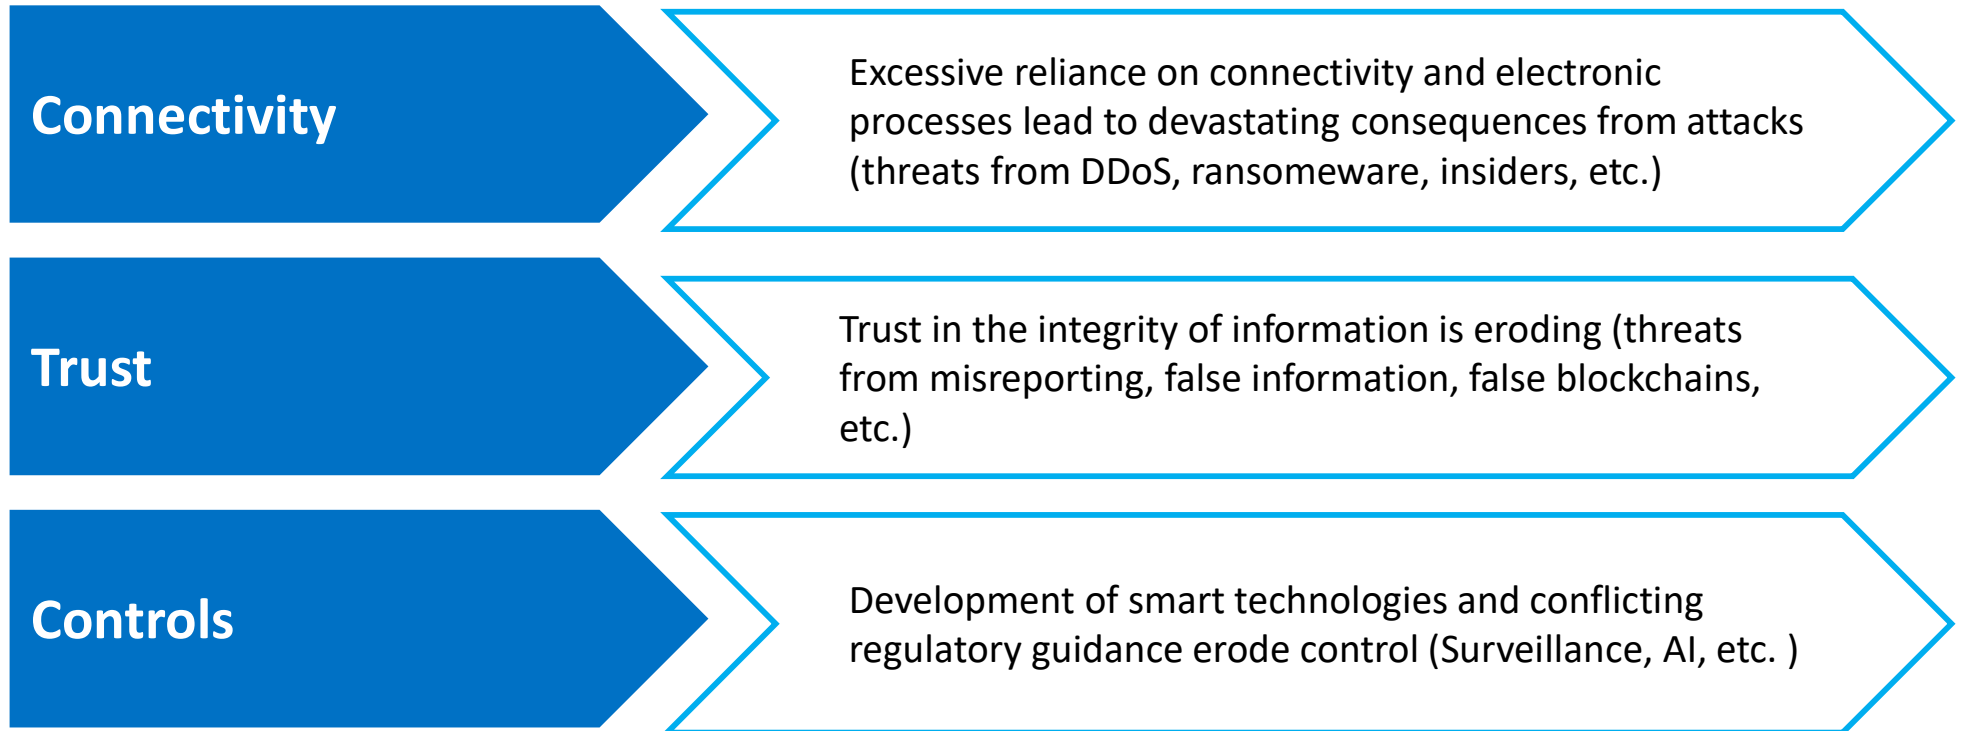 Connectivity
Excessive reliance on connectivity and electronic
processes lead to devastating consequences from attacks
(threats from DDoS, ransomeware, insiders, etc.)
Trust
Trust in the integrity of information is eroding (threats
from misreporting, false information, false blockchains,
etc.)
Controls
Development of smart technologies and conflicting
regulatory guidance erode control (Surveillance, AI, etc. )